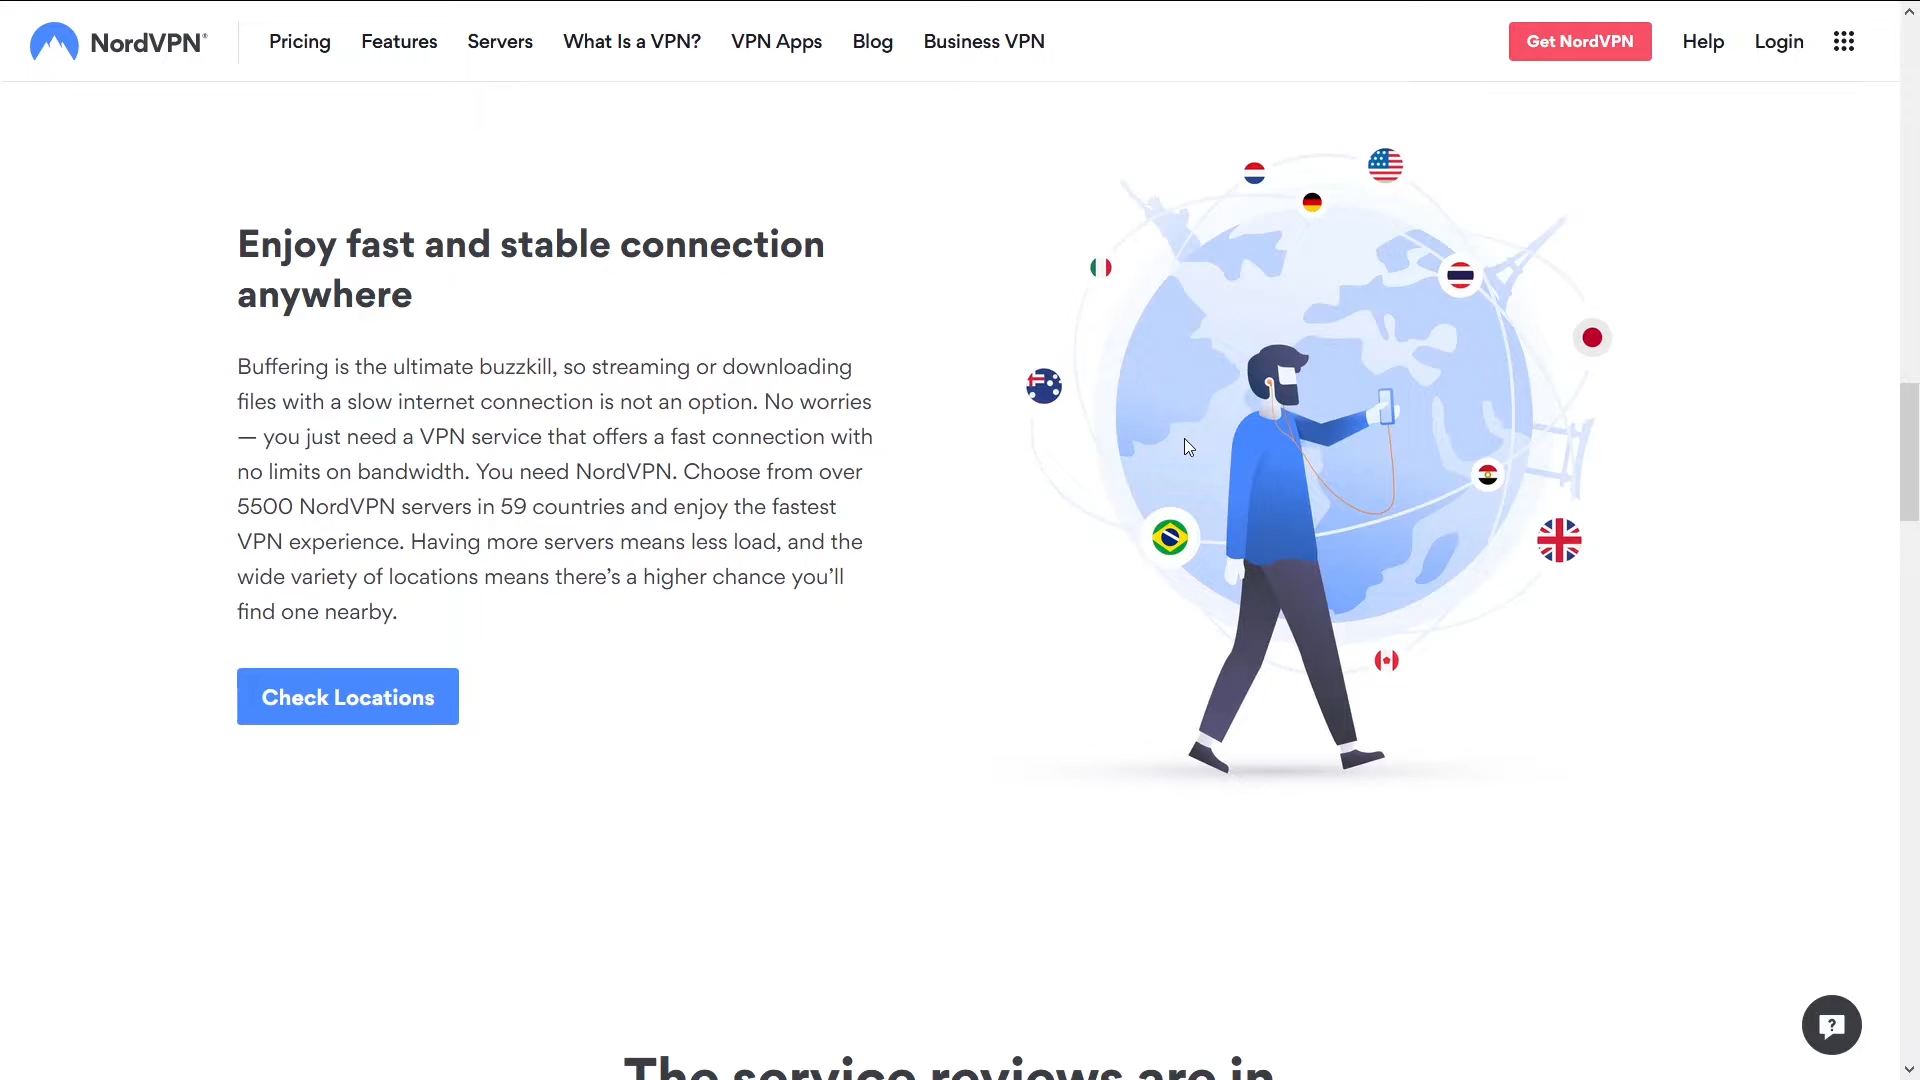 NordVPN®
Pricing
Features
Servers
What Is a VPN?
VPN Apps
Blog
Business VPN
Get NordVPN
Help
Login
Enjoy fast and stable connection
anywhere
Buffering is the ultimate buzzkill, so streaming or downloading
files with a slow internet connection is not an option. No worries
— you just need a VPN service that offers a fast connection with
no limits on bandwidth. You need NordVPN. Choose from over
5500 NordVPN servers in 59 countries and enjoy the fastest
VPN experience. Having more servers means less load, and the
wide variety of locations means there’s a higher chance you’ll
find one nearby.
Check Locations
?
The service reviews are in